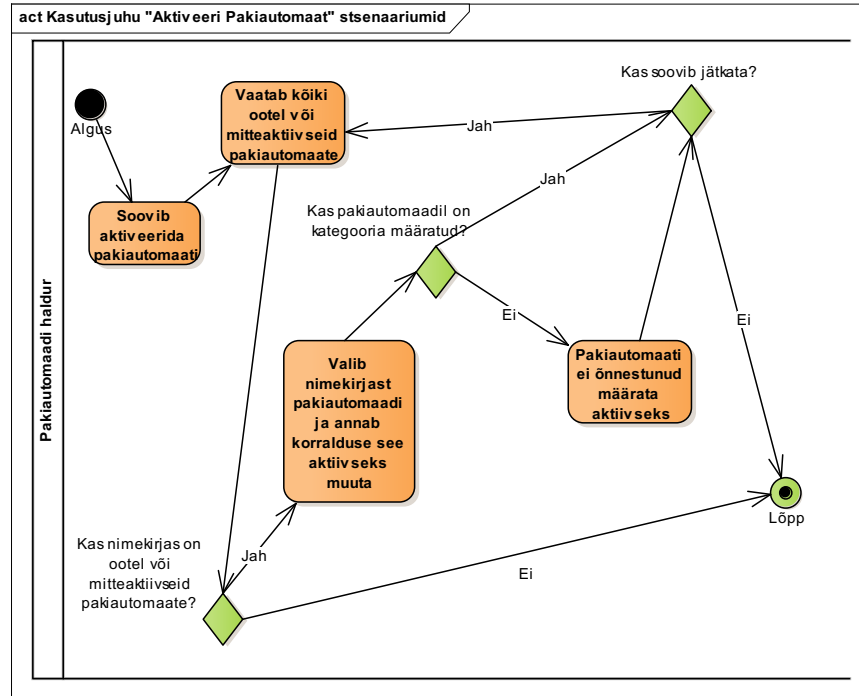 act Kasutusjuhu "Aktiveeri Pakiautomaat" stsenaariumid
Pakiautomaadi haldur
Algus
Soovib
aktiveerida
pakiautomaati
Vaatab kõiki
ootel või
mitteaktiivseid
pakiautomaate
Kas soovib jätkata?
Jah
Jah
Kas pakiautomaadil on
kategooria määratud?
Ei
Ei
Valib
nimekirjast
pakiautomaadi
ja annab
korralduse see
aktiivseks
muuta
Pakiautomaati
ei õnnestunud
määrata
aktiivseks
Lõpp
Kas nimekirjas on
ootel või
mitteaktiivseid
pakiautomaate?
Jah
Ei